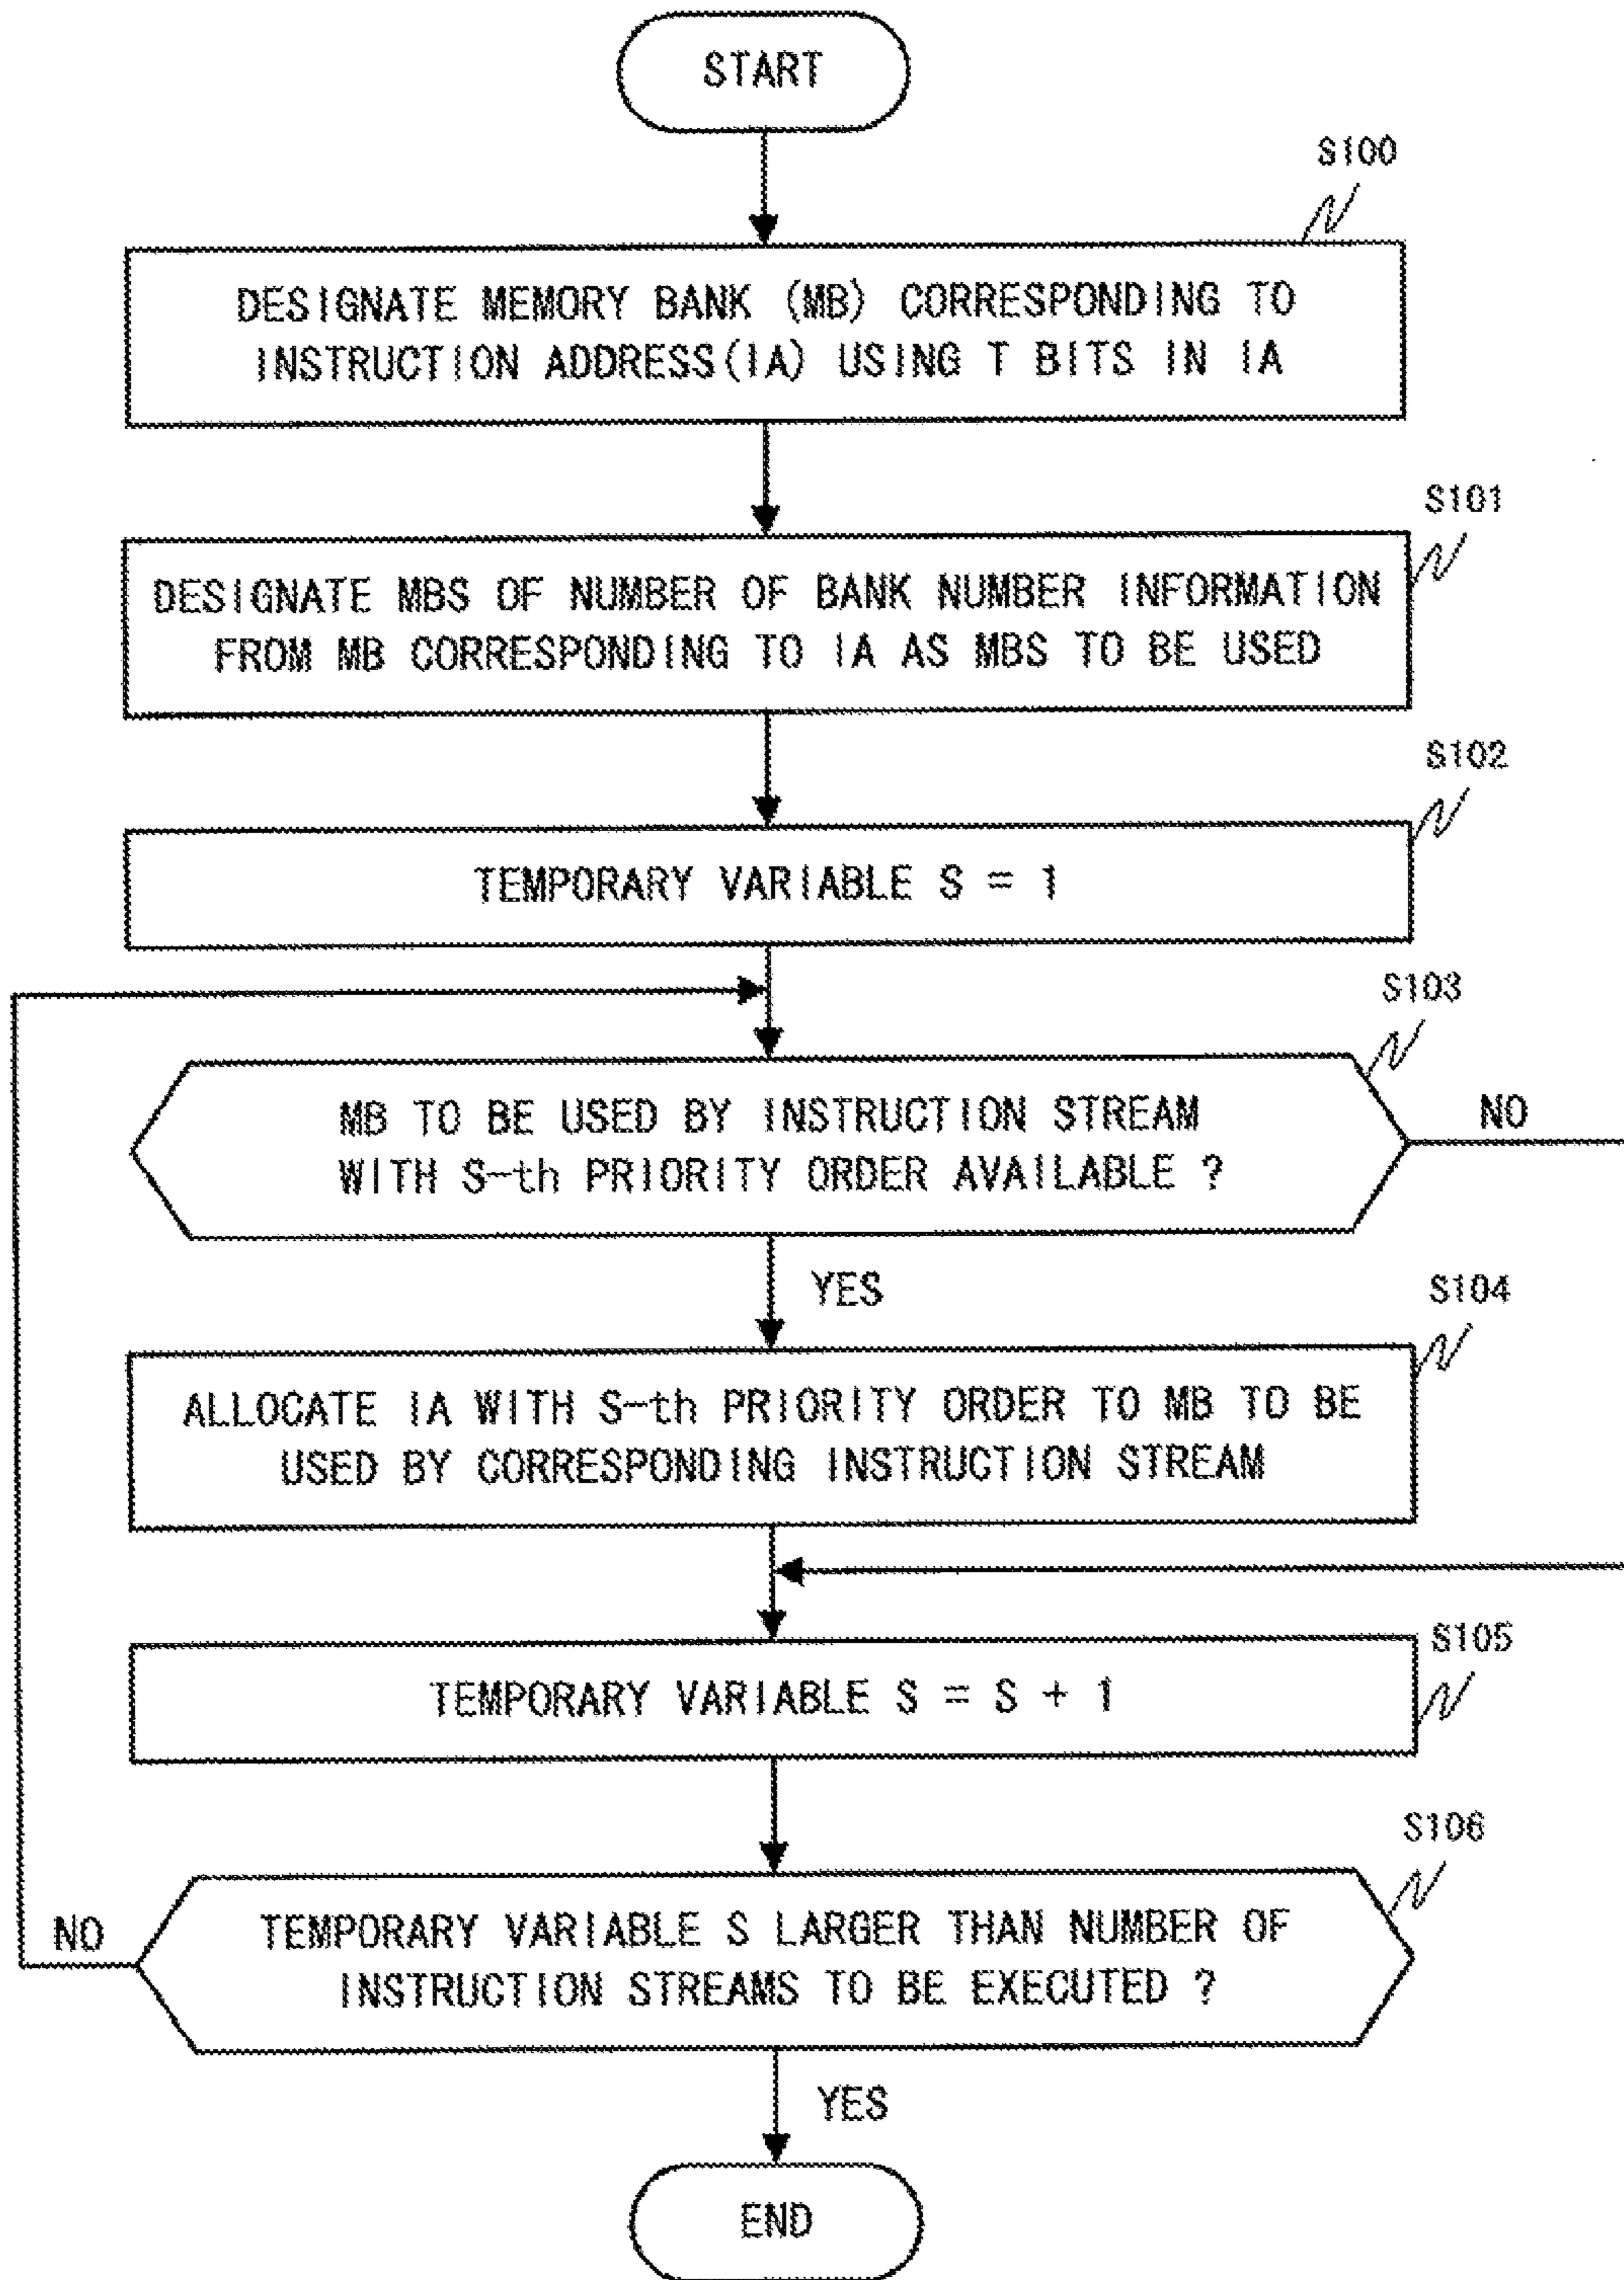 START
S100
DESIGNATE MEMORY BANK (MB) CORRESPONDING TO
INSTRUCTION ADDRESS(IA) USING T BITS IN IA
S101
DESIGNATE MBS OF NUMBER OF BANK NUMBER INFORMATION
FROM MB CORRESPONDING TO IA AS MBS TO BE USED
S102
TEMPORARY VARIABLE S = 1
S103
MB TO BE USED BY INSTRUCTION STREAM
WITH S-th PRIORITY ORDER AVAILABLE ?
NO
YES
S104
ALLOCATE IA WITH S-th PRIORITY ORDER TO MB TO BE
USED BY CORRESPONDING INSTRUCTION STREAM
S105
TEMPORARY VARIABLE S = S + 1
S106
NO
TEMPORARY VARIABLE S LARGER THAN NUMBER OF
INSTRUCTION STREAMS TO BE EXECUTED ?
YES
END